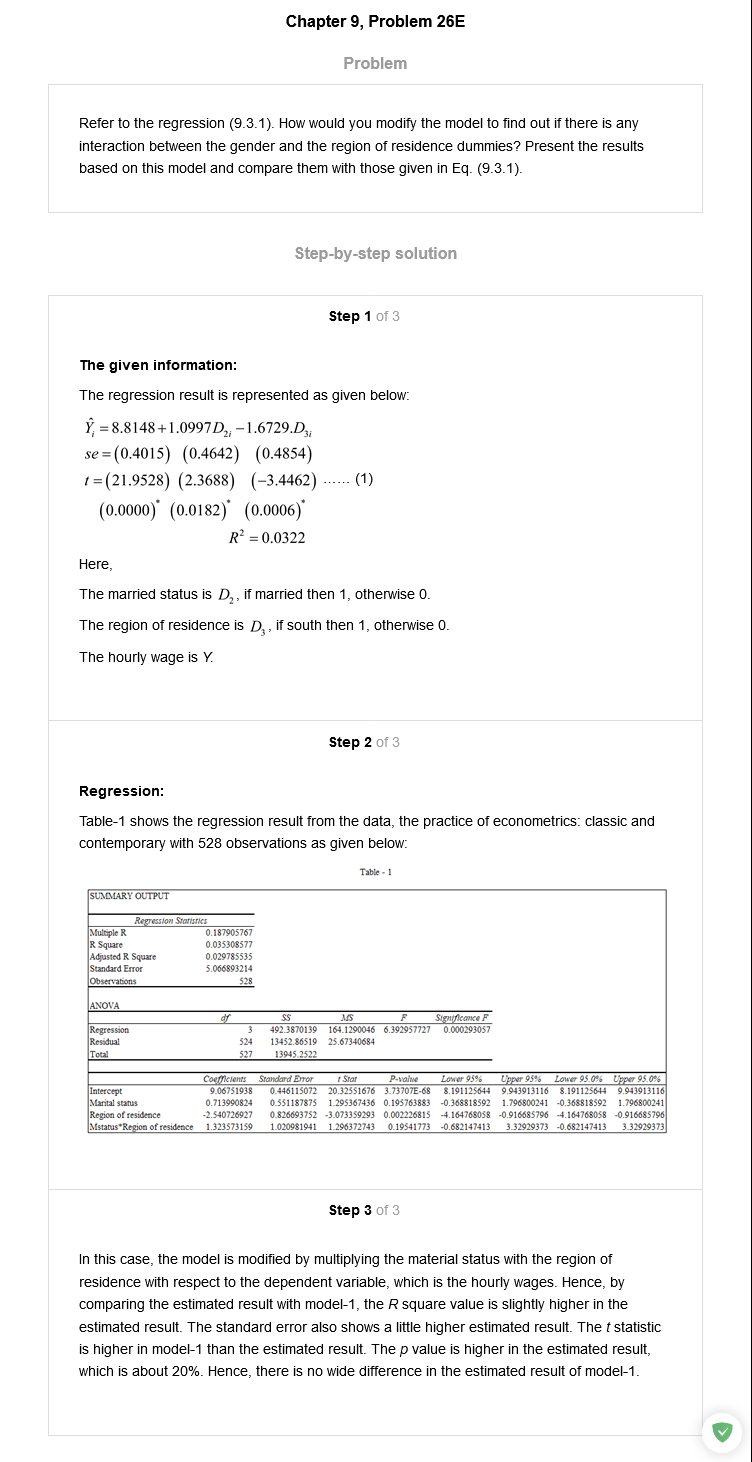 Chapter 9, Problem 26E
Problem
Refer to the regression (9.3.1). How would you modify the model to find out if there is any
interaction between the gender and the region of residence dummies? Present the results
based on this model and compare them with those given in Eq. (9.3.1).
Step-by-step solution
Step 1 of 3
The given information:
The regression result is represented as given below:
Ŷᵢ = 8.8148 + 1.0997D₂ᵢ − 1.6729.D₃ᵢ
se = (0.4015) (0.4642) (0.4854)
t = (21.9528) (2.3688) (−3.4462) ...... (1)
(0.0000)* (0.0182)* (0.0006)*
R² = 0.0322
Here,
The married status is D₂, if married then 1, otherwise 0.
The region of residence is D₃, if south then 1, otherwise 0.
The hourly wage is Y.
Step 2 of 3
Regression:
Table-1 shows the regression result from the data, the practice of econometrics: classic and
contemporary with 528 observations as given below:
Table - 1
SUMMARY OUTPUT
Regression Statistics
Multiple R 0.187905767
R Square 0.035308577
Adjusted R Square 0.029785535
Standard Error 5.066893214
Observations 528
ANOVA
df SS MS F Significance F
Regression 3 492.3870139 164.1290046 6.392957727 0.000293057
Residual 524 13452.86519 25.67340684
Total 527 13945.2522
Coefficients Standard Error t Stat P-value Lower 95% Upper 95% Lower 95.0% Upper 95.0%
Intercept 9.06751938 0.446115072 20.32551676 3.73707E-68 8.191125644 9.943913116 8.191125644 9.943913116
Marital status 0.713990824 0.551187875 1.295367436 0.195763883 -0.368818592 1.796800241 -0.368818592 1.796800241
Region of residence -2.540726927 0.826693752 -3.073359293 0.002226815 -4.164768058 -0.916685796 -4.164768058 -0.916685796
Mstatus*Region of residence 1.323573159 1.020981941 1.296372743 0.19541773 -0.682147413 3.32929373 -0.682147413 3.32929373
Step 3 of 3
In this case, the model is modified by multiplying the material status with the region of
residence with respect to the dependent variable, which is the hourly wages. Hence, by
comparing the estimated result with model-1, the R square value is slightly higher in the
estimated result. The standard error also shows a little higher estimated result. The t statistic
is higher in model-1 than the estimated result. The p value is higher in the estimated result,
which is about 20%. Hence, there is no wide difference in the estimated result of model-1.